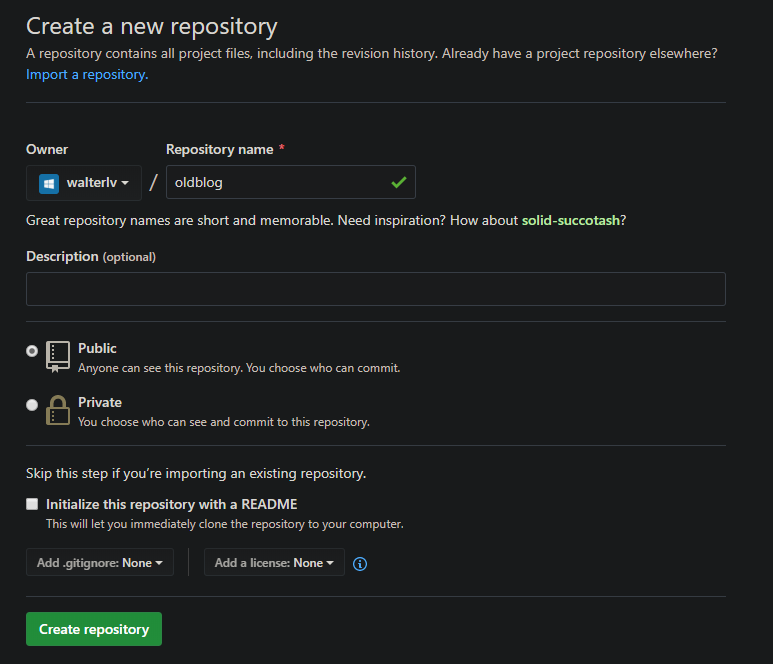 Create a new repository
A repository contains all project files, including the revision history. Already have a project repository elsewhere?
Import a repository.
Owner
Repository name *
walterlv / oldblog
Great repository names are short and memorable. Need inspiration? How about solid-succotash?
Description (optional)
Public
Anyone can see this repository. You choose who can commit.
Private
You choose who can see and commit to this repository.
Skip this step if you’re importing an existing repository.
Initialize this repository with a README
This will let you immediately clone the repository to your computer.
Add .gitignore: None
Add a license: None
Create repository